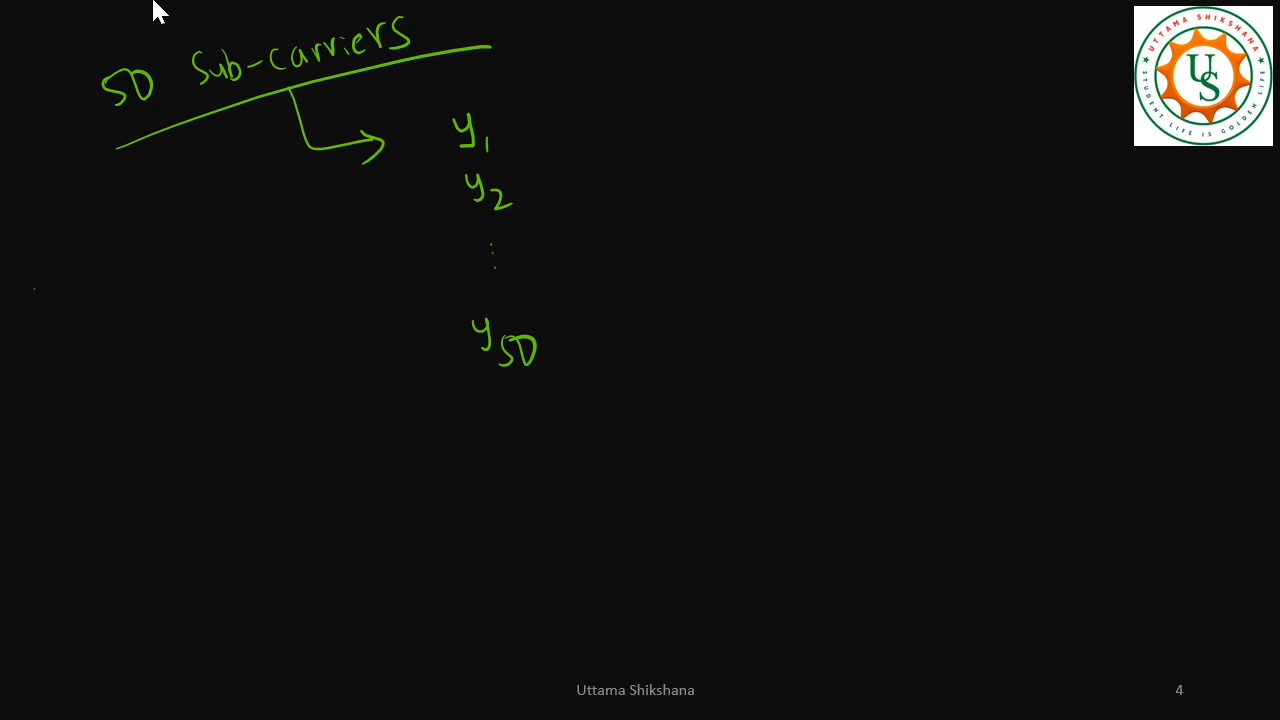 50 Sub-carriers
y1
y2
⋮
y50
UTTAMA SHIKSHANA
US
STUDENT LIFE IS GOLDEN LIFE
Uttama Shikshana
4